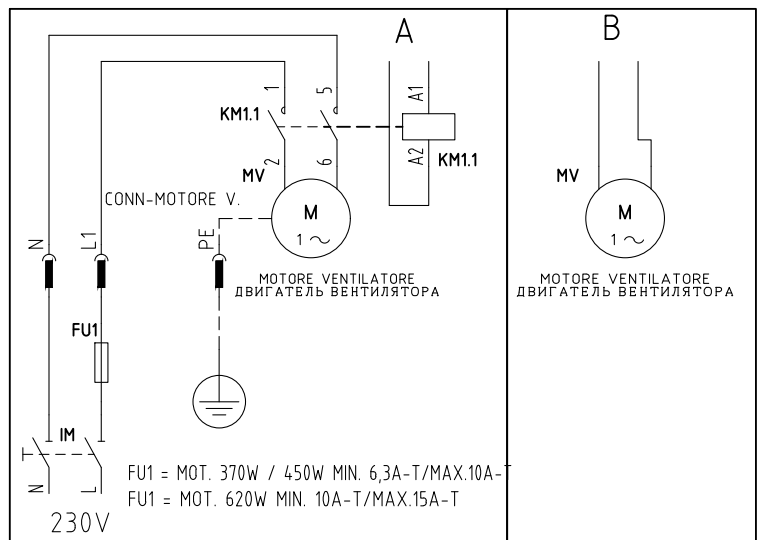 A
B
1
5
A1
KM1.1
2
6
A2
KM1.1
MV
MV
CONN-MOTORE V.
M
1 ~
M
1 ~
N
L1
PE
MOTORE VENTILATORE
ДВИГАТЕЛЬ ВЕНТИЛЯТОРА
MOTORE VENTILATORE
ДВИГАТЕЛЬ ВЕНТИЛЯТОРА
FU1
IM
N
L
FU1 = MOT. 370W / 450W MIN. 6,3A-T/MAX.10A-T
FU1 = MOT. 620W MIN. 10A-T/MAX.15A-T
230V